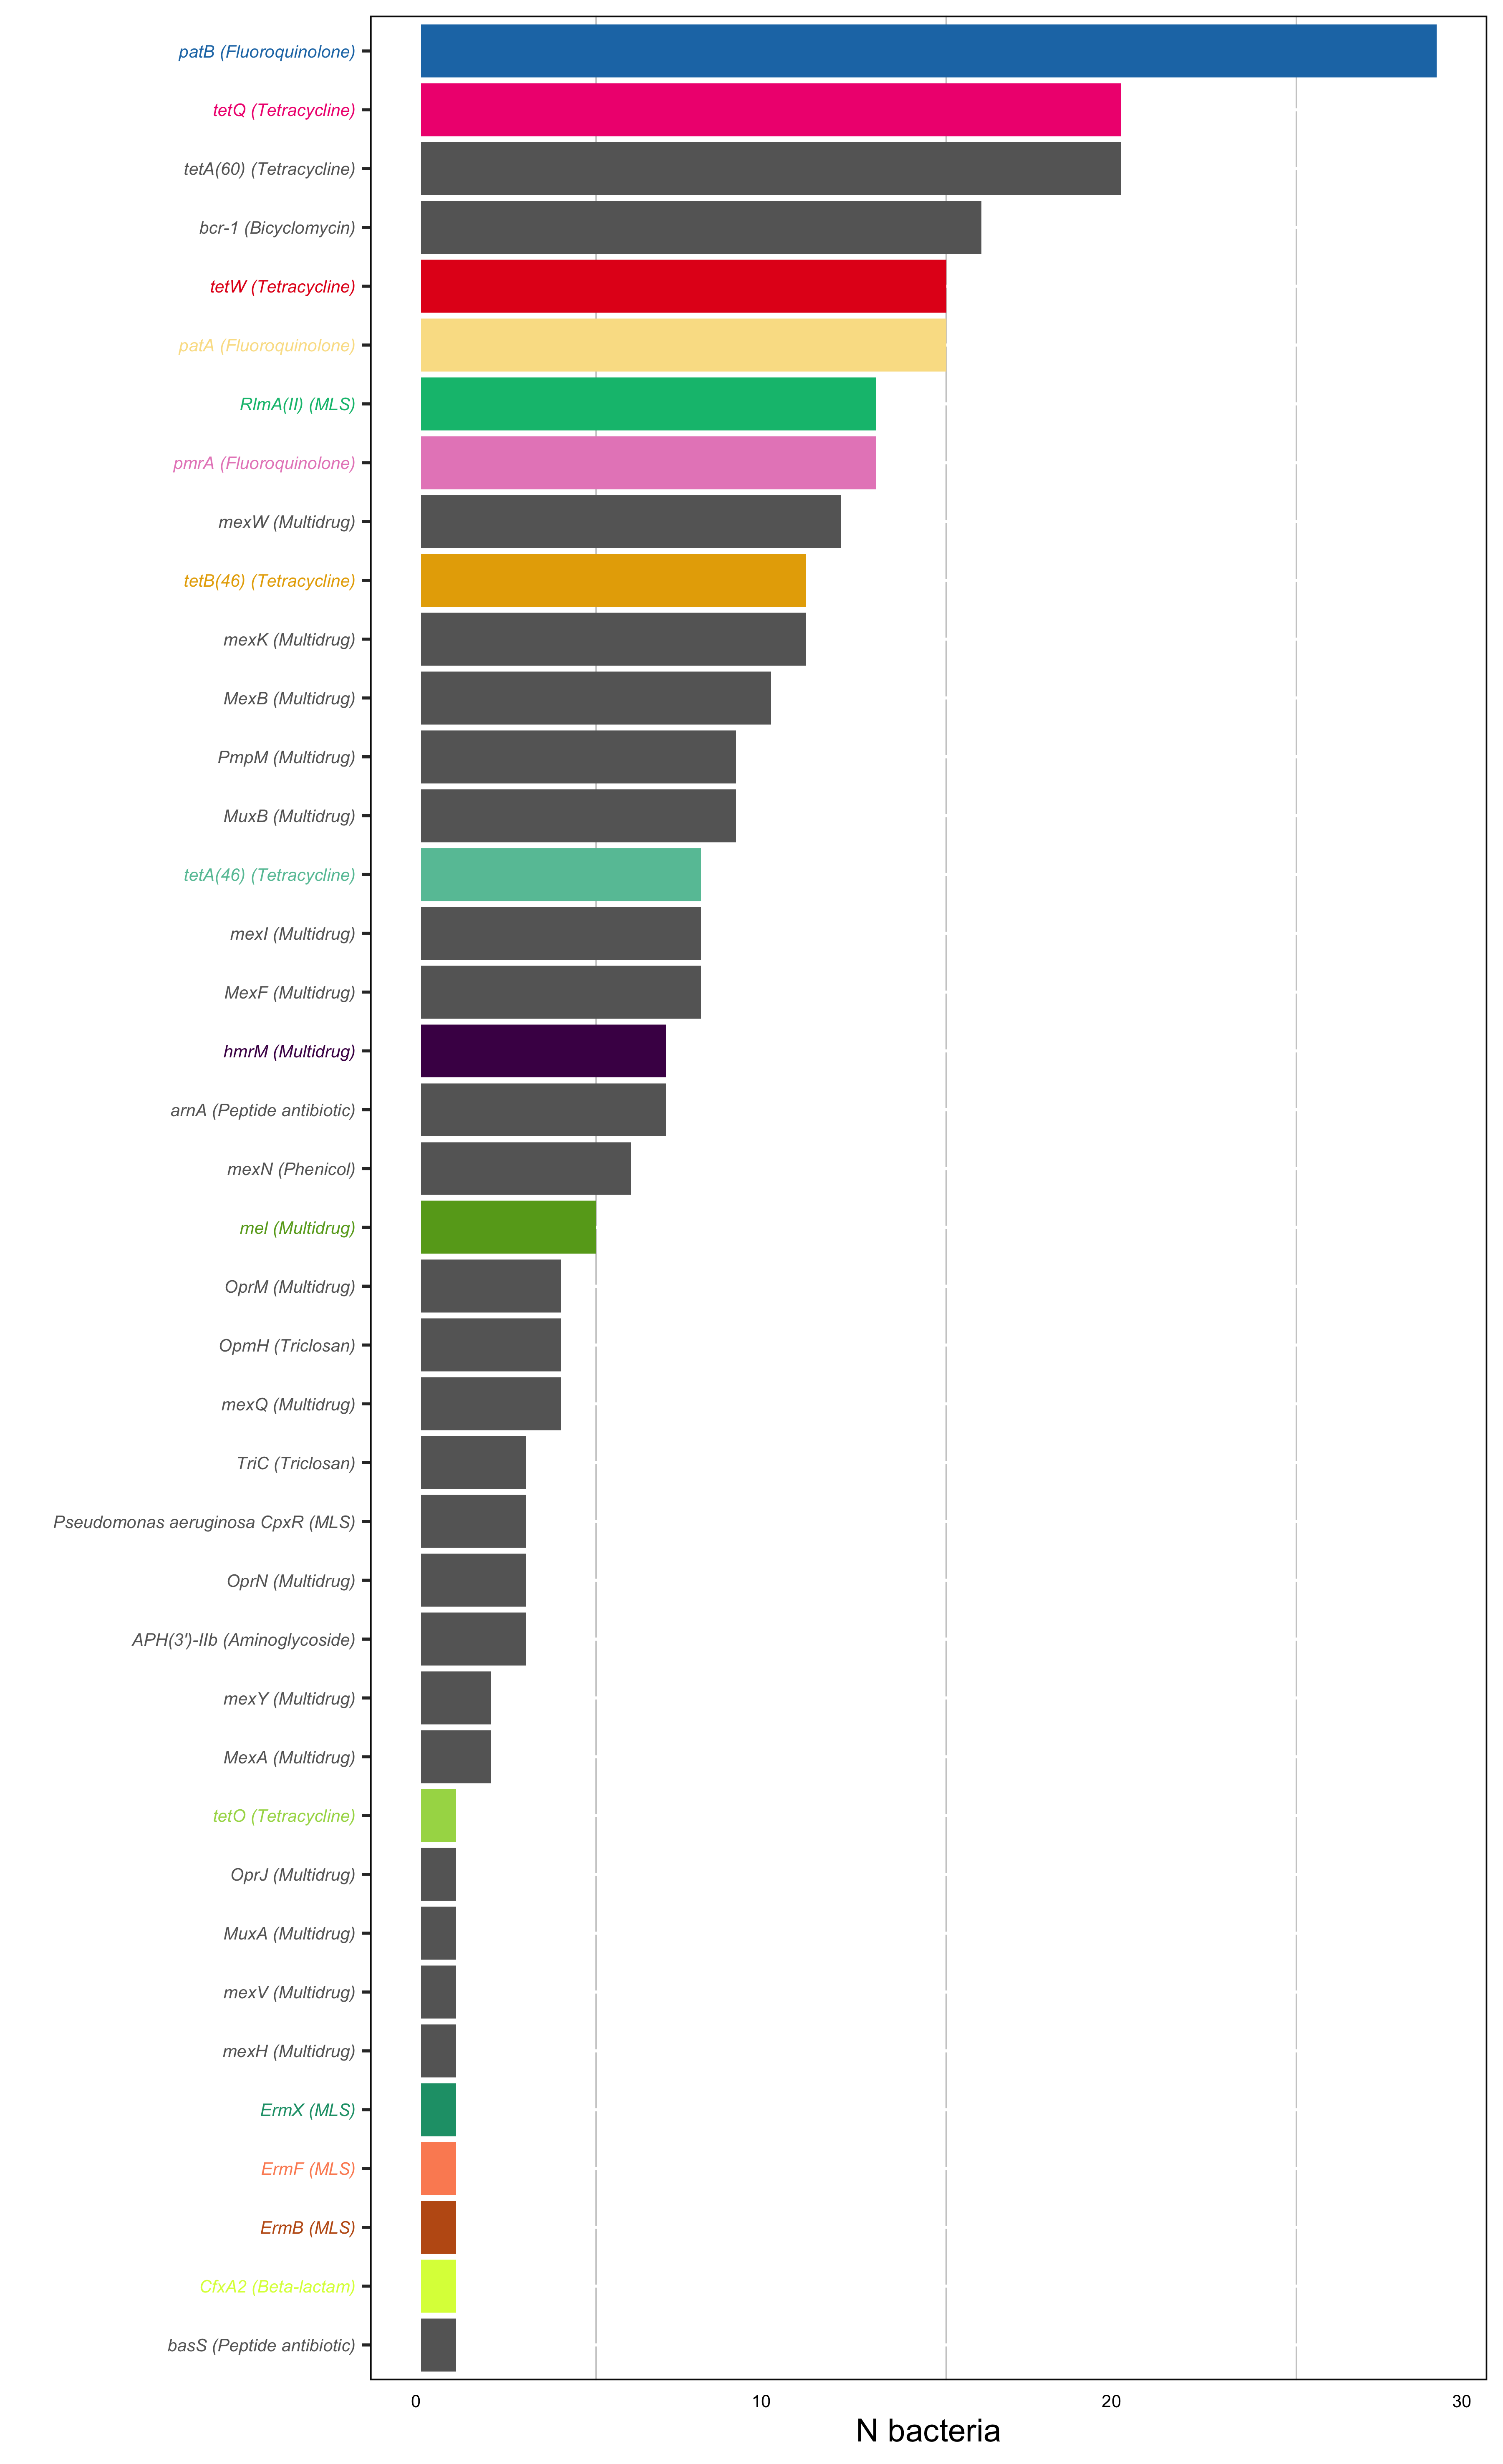 patB (Fluoroquinolone)
tetQ (Tetracycline)
tetA(60) (Tetracycline)
bcr-1 (Bicyclomycin)
tetW (Tetracycline)
patA (Fluoroquinolone)
RlmA(II) (MLS)
pmrA (Fluoroquinolone)
mexW (Multidrug)
tetB(46) (Tetracycline)
mexK (Multidrug)
MexB (Multidrug)
PmpM (Multidrug)
MuxB (Multidrug)
tetA(46) (Tetracycline)
mexI (Multidrug)
MexF (Multidrug)
hmrM (Multidrug)
arnA (Peptide antibiotic)
mexN (Phenicol)
mel (Multidrug)
OprM (Multidrug)
OpmH (Triclosan)
mexQ (Multidrug)
TriC (Triclosan)
Pseudomonas aeruginosa CpxR (MLS)
OprN (Multidrug)
APH(3')-IIb (Aminoglycoside)
mexY (Multidrug)
MexA (Multidrug)
tetO (Tetracycline)
OprJ (Multidrug)
MuxA (Multidrug)
mexV (Multidrug)
mexH (Multidrug)
ErmX (MLS)
ErmF (MLS)
ErmB (MLS)
CfxA2 (Beta-lactam)
basS (Peptide antibiotic)
0 10 20 30
N bacteria